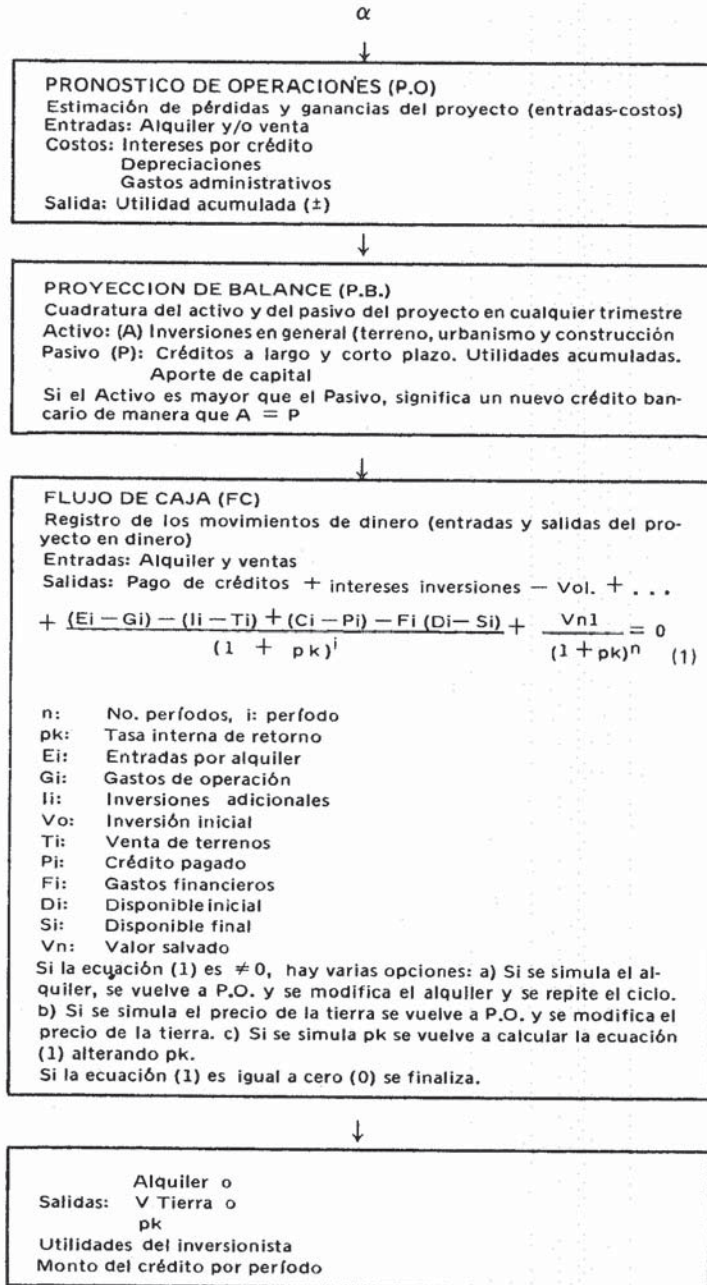 α
↓
PRONOSTICO DE OPERACIONES (P.O)
Estimación de pérdidas y ganancias del proyecto (entradas-costos)
Entradas: Alquiler y/o venta
Costos: Intereses por crédito
Depreciaciones
Gastos administrativos
Salida: Utilidad acumulada (±)
↓
PROYECCION DE BALANCE (P.B.)
Cuadratura del activo y del pasivo del proyecto en cualquier trimestre
Activo: (A) Inversiones en general (terreno, urbanismo y construcción
Pasivo (P): Créditos a largo y corto plazo. Utilidades acumuladas.
Aporte de capital
Si el Activo es mayor que el Pasivo, significa un nuevo crédito ban-
cario de manera que A = P
↓
FLUJO DE CAJA (FC)
Registro de los movimientos de dinero (entradas y salidas del pro-
yecto en dinero)
Entradas: Alquiler y ventas
Salidas: Pago de créditos + intereses inversiones — Vol. + ...
+ (Ei — Gi) — (Ii — Ti) + (Ci — Pi) — Fi (Di— Si) + Vn1 = 0
(1 + pk)^i (1 + pk)^n (1)
n: No. períodos, i: período
pk: Tasa interna de retorno
Ei: Entradas por alquiler
Gi: Gastos de operación
Ii: Inversiones adicionales
Vo: Inversión inicial
Ti: Venta de terrenos
Pi: Crédito pagado
Fi: Gastos financieros
Di: Disponible inicial
Si: Disponible final
Vn: Valor salvado
Si la ecuación (1) es ≠ 0, hay varias opciones: a) Si se simula el al-
quiler, se vuelve a P.O. y se modifica el alquiler y se repite el ciclo.
b) Si se simula el precio de la tierra se vuelve a P.O. y se modifica el
precio de la tierra. c) Si se simula pk se vuelve a calcular la ecuación
(1) alterando pk.
Si la ecuación (1) es igual a cero (0) se finaliza.
↓
Alquiler o
Salidas: V Tierra o
pk
Utilidades del inversionista
Monto del crédito por período